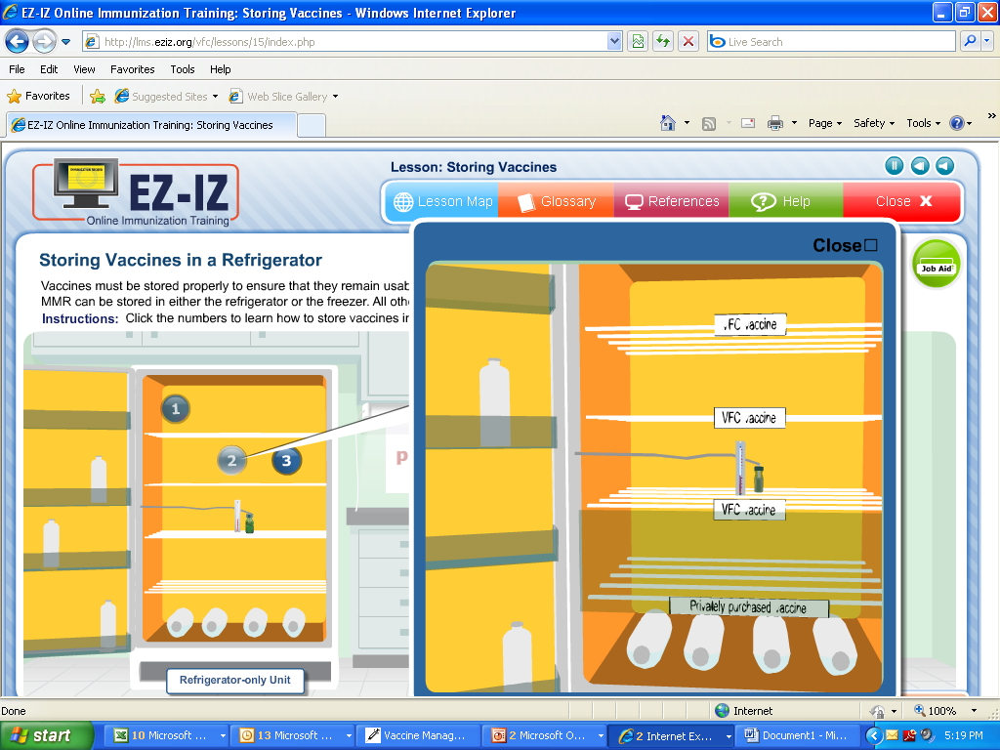 EZ-IZ Online Immunization Training: Storing Vaccines - Windows Internet Explorer
http://lms.eziz.org/vfc/lessons/15/index.php
Live Search
File Edit View Favorites Tools Help
Favorites Suggested Sites Web Slice Gallery
EZ-IZ Online Immunization Training: Storing Vaccines
Page Safety Tools »
IMMUNIZATION RECORD
EZ-IZ
Online Immunization Training
Lesson: Storing Vaccines
Lesson Map Glossary References Help Close X
Close
Job Aid
Storing Vaccines in a Refrigerator
Vaccines must be stored properly to ensure that they remain usab
MMR can be stored in either the refrigerator or the freezer. All othe
Instructions: Click the numbers to learn how to store vaccines in
1
2 3
P
Refrigerator-only Unit
VFC vaccine
VFC vaccine
VFC vaccine
Privately purchased vaccine
Done Internet 100%
start 10 Microsoft ... 13 Microsoft ... Vaccine Manag... 2 Microsoft O... 2 Internet Ex... Document1 - Mi... 5:19 PM